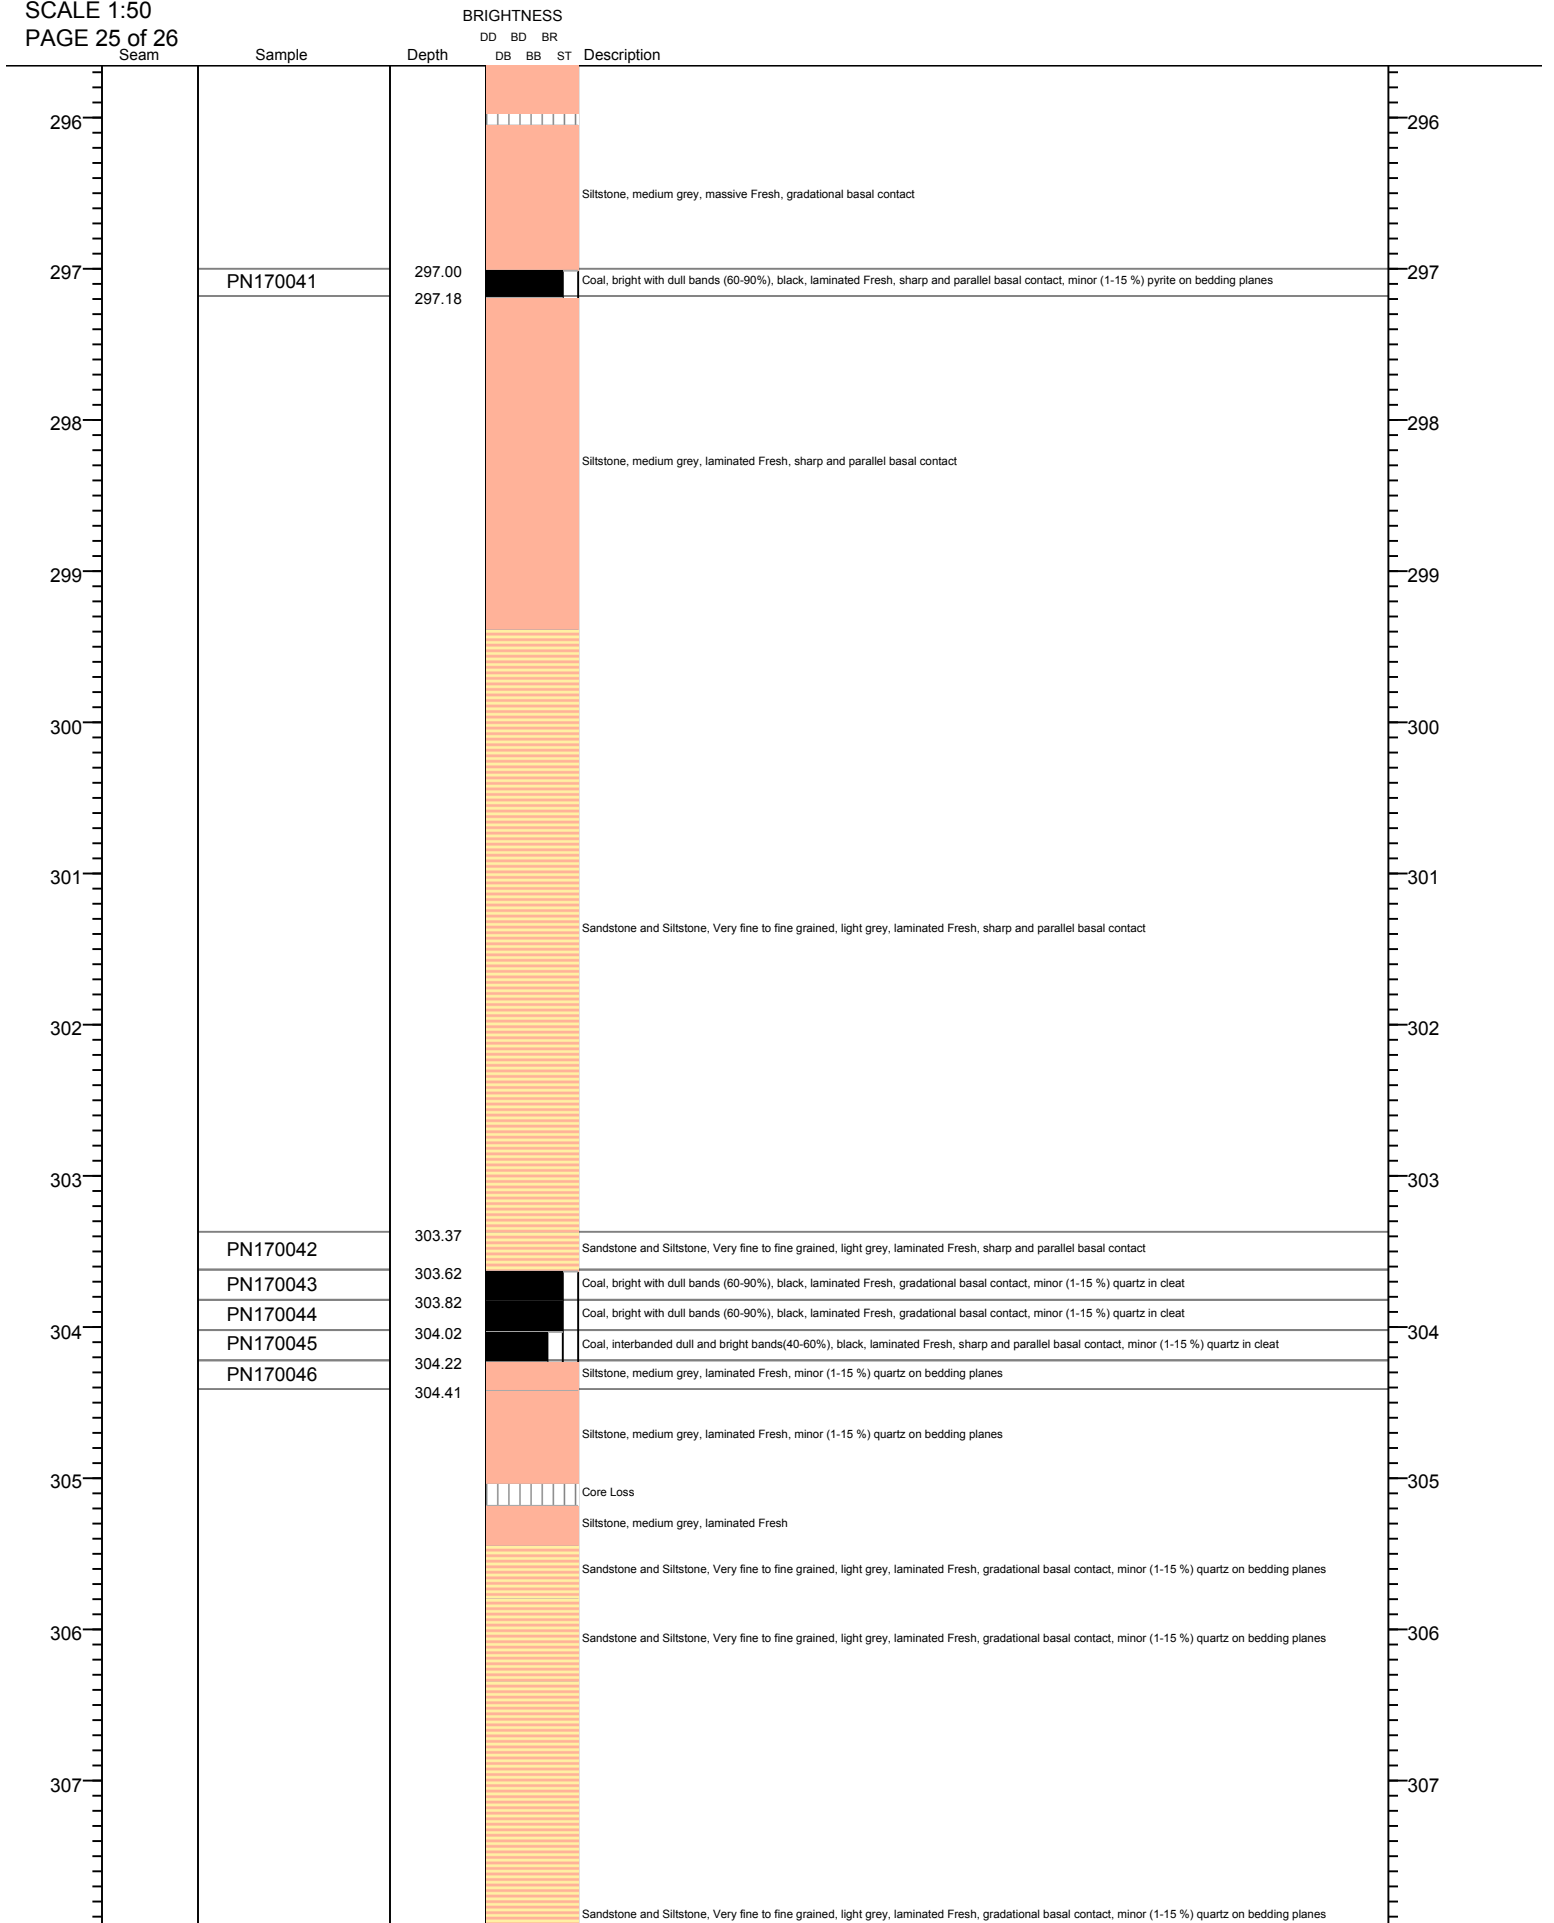 SCALE 1:50
PAGE 25 of 26
BRIGHTNESS
DD BD BR
DB BB ST
Seam Sample Depth Description
296 296
Siltstone, medium grey, massive Fresh, gradational basal contact
297 297.00 297
PN170041 Coal, bright with dull bands (60-90%), black, laminated Fresh, sharp and parallel basal contact, minor (1-15 %) pyrite on bedding planes
297.18
298 298
Siltstone, medium grey, laminated Fresh, sharp and parallel basal contact
299 299
300 300
301 301
Sandstone and Siltstone, Very fine to fine grained, light grey, laminated Fresh, sharp and parallel basal contact
302 302
303 303
303.37
PN170042 Sandstone and Siltstone, Very fine to fine grained, light grey, laminated Fresh, sharp and parallel basal contact
303.62
PN170043 Coal, bright with dull bands (60-90%), black, laminated Fresh, gradational basal contact, minor (1-15 %) quartz in cleat
303.82
PN170044 Coal, bright with dull bands (60-90%), black, laminated Fresh, gradational basal contact, minor (1-15 %) quartz in cleat
304 304.02 304
PN170045 Coal, interbanded dull and bright bands(40-60%), black, laminated Fresh, sharp and parallel basal contact, minor (1-15 %) quartz in cleat
304.22
PN170046 Siltstone, medium grey, laminated Fresh, minor (1-15 %) quartz on bedding planes
304.41
Siltstone, medium grey, laminated Fresh, minor (1-15 %) quartz on bedding planes
305 305
Core Loss
Siltstone, medium grey, laminated Fresh
Sandstone and Siltstone, Very fine to fine grained, light grey, laminated Fresh, gradational basal contact, minor (1-15 %) quartz on bedding planes
306 306
Sandstone and Siltstone, Very fine to fine grained, light grey, laminated Fresh, gradational basal contact, minor (1-15 %) quartz on bedding planes
307 307
Sandstone and Siltstone, Very fine to fine grained, light grey, laminated Fresh, gradational basal contact, minor (1-15 %) quartz on bedding planes